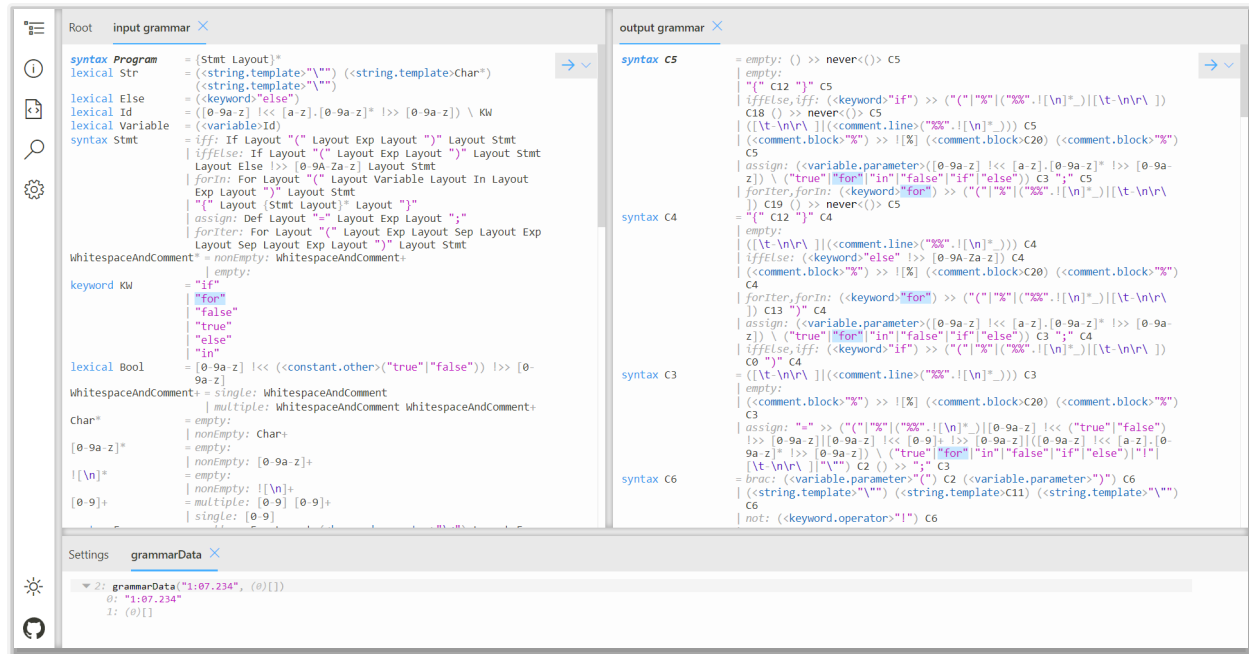 Root input grammar
syntax Program = {Stmt Layout}*
lexical Str = (<string.template>"\"") (<string.template>Char*)
(<string.template>"\"")
lexical Else = (<keyword>"else")
lexical Id = ([0-9a-z] !<< [a-z].[0-9a-z]* !>> [0-9a-z]) \ KW
lexical Variable = (<variable>Id)
syntax Stmt = iff: If Layout "(" Layout Exp Layout ")" Layout Stmt
| iffElse: If Layout "(" Layout Exp Layout ")" Layout Stmt
Layout Else !>> [0-9A-Za-z] Layout Stmt
| forIn: For Layout "(" Layout Variable Layout In Layout
Exp Layout ")" Layout Stmt
| "{" Layout {Stmt Layout}* Layout "}"
| assign: Def Layout "=" Layout Exp Layout ";"
| forIter: For Layout "(" Layout Exp Layout Sep Layout Exp
Layout Sep Layout Exp Layout ")" Layout Stmt
WhitespaceAndComment* = nonEmpty: WhitespaceAndComment+
| empty:
keyword KW = "if"
| "for"
| "false"
| "true"
| "else"
| "in"
lexical Bool = [0-9a-z] !<< (<constant.other>("true"|"false")) !>> [0-
9a-z]
WhitespaceAndComment+ = single: WhitespaceAndComment
| multiple: WhitespaceAndComment WhitespaceAndComment+
Char* = empty:
| nonEmpty: Char+
[0-9a-z]* = empty:
| nonEmpty: [0-9a-z]+
![\n]* = empty:
| nonEmpty: ![\n]+
[0-9]+ = multiple: [0-9] [0-9]+
| single: [0-9]
output grammar
syntax C5 = empty: () >> never<()> C5
| empty:
| "{" C12 "}" C5
| iffElse,iff: (<keyword>"if") >> ("("|"%"|("%%".![\n]*_)|[\t-\n\r\ ])
C18 () >> never<()> C5
| ([\t-\n\r\ ]|(<comment.line>("%%".![\n]*_))) C5
| (<comment.block>"%") >> ![%] (<comment.block>C20) (<comment.block>"%")
C5
| assign: (<variable.parameter>([0-9a-z] !<< [a-z].[0-9a-z]* !>> [0-9a-
z]) \ ("true"|"for"|"in"|"false"|"if"|"else")) C3 ";" C5
| forIter,forIn: (<keyword>"for") >> ("("|"%"|("%%".![\n]*_)|[\t-\n\r\
]) C19 () >> never<()> C5
syntax C4 = "{" C12 "}" C4
| empty:
| ([\t-\n\r\ ]|(<comment.line>("%%".![\n]*_))) C4
| iffElse: (<keyword>"else" !>> [0-9A-Za-z]) C4
| (<comment.block>"%") >> ![%] (<comment.block>C20) (<comment.block>"%")
C4
| forIter,forIn: (<keyword>"for") >> ("("|"%"|("%%".![\n]*_)|[\t-\n\r\
]) C13 ")" C4
| assign: (<variable.parameter>([0-9a-z] !<< [a-z].[0-9a-z]* !>> [0-9a-
z]) \ ("true"|"for"|"in"|"false"|"if"|"else")) C3 ";" C4
| iffElse,iff: (<keyword>"if") >> ("("|"%"|("%%".![\n]*_)|[\t-\n\r\ ])
C0 ")" C4
syntax C3 = ([\t-\n\r\ ]|(<comment.line>("%%".![\n]*_))) C3
| empty:
| (<comment.block>"%") >> ![%] (<comment.block>C20) (<comment.block>"%")
C3
| assign: "=" >> ("("|"%"|("%%".![\n]*_)|[0-9a-z] !<< ("true"|"false")
!>> [0-9a-z]|[0-9a-z] !<< [0-9]+ !>> [0-9a-z]|([0-9a-z] !<< [a-z].[0-
9a-z]* !>> [0-9a-z]) \ ("true"|"for"|"in"|"false"|"if"|"else")|"!"|
[\t-\n\r\ ]|"\"") C2 () >> ";" C3
syntax C6 = brac: (<variable.parameter>"(") C2 (<variable.parameter>")") C6
| (<string.template>"\"") (<string.template>C11) (<string.template>"\"")
C6
| not: (<keyword.operator>"!") C6
Settings grammarData
2: grammarData("1:07.234", (0)[])
0: "1:07.234"
1: (0)[]